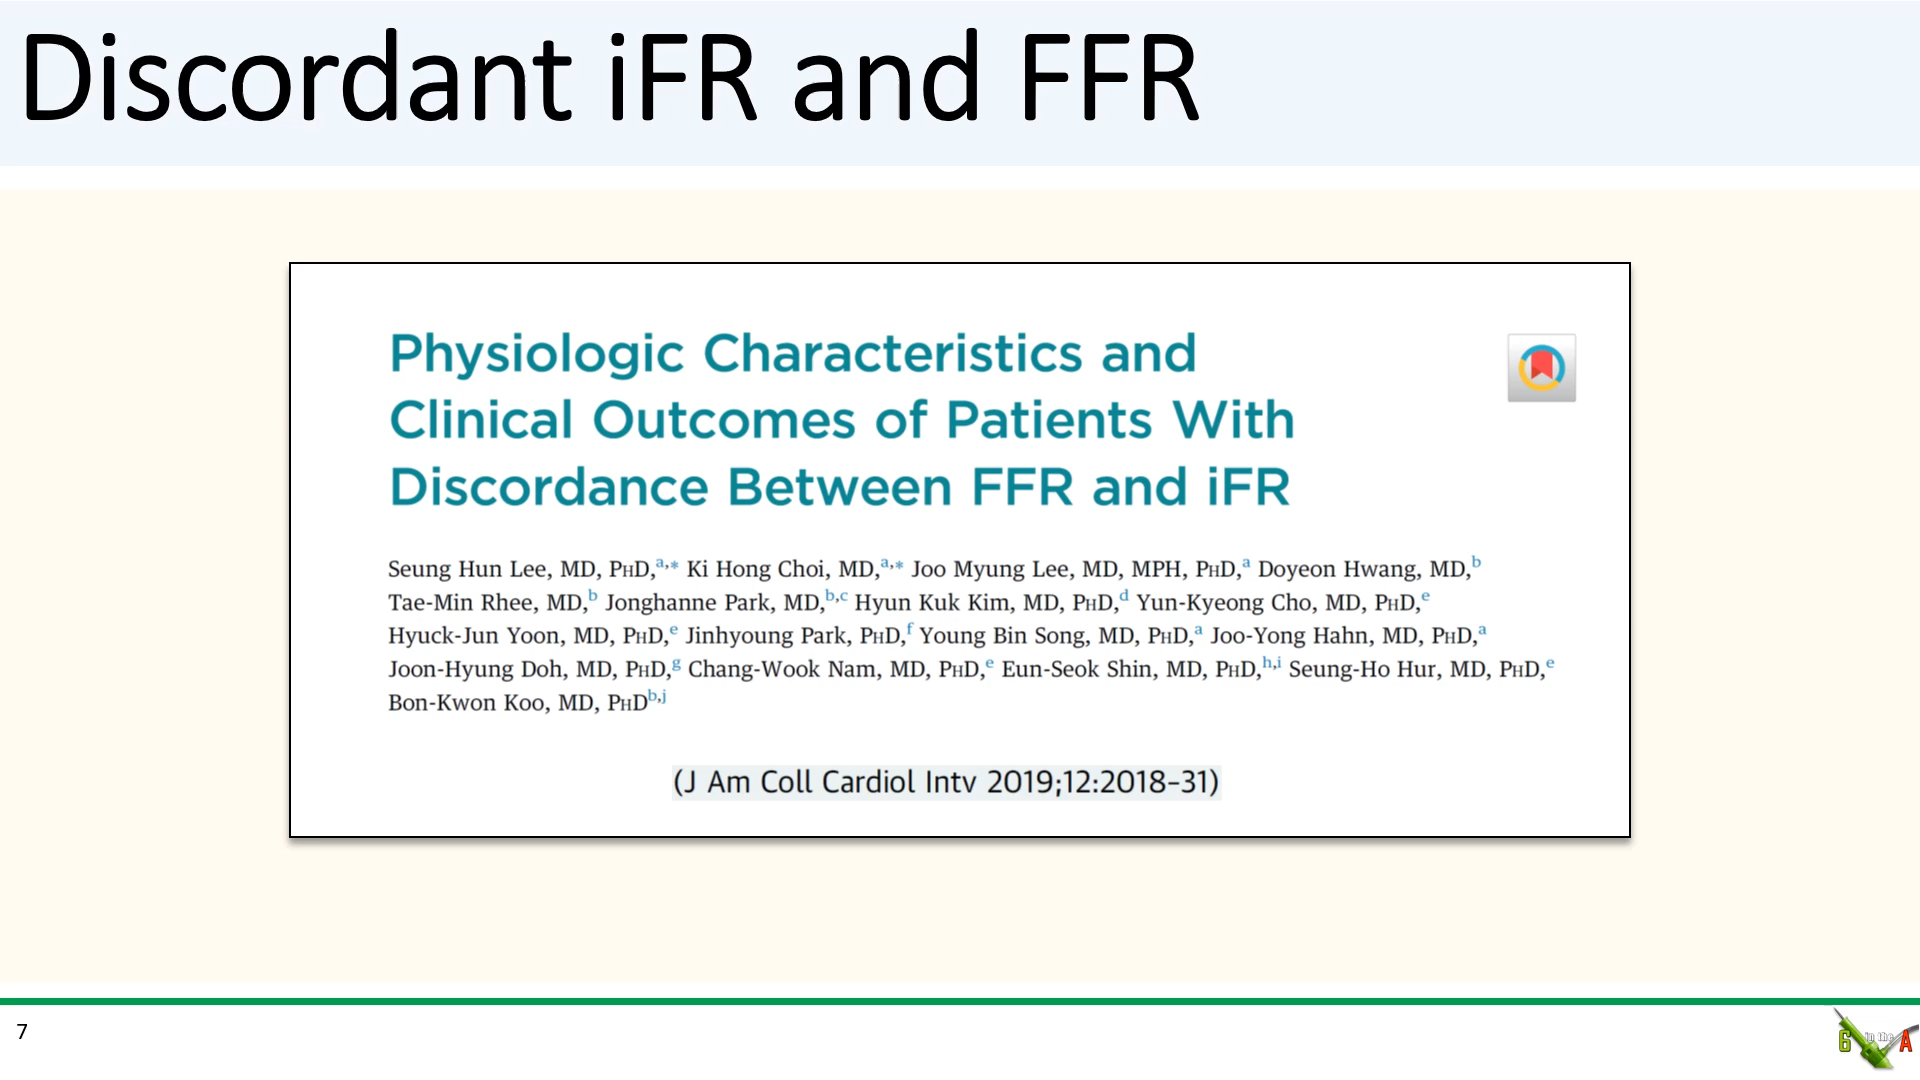 Discordant iFR and FFR
Physiologic Characteristics and
Clinical Outcomes of Patients With
Discordance Between FFR and iFR
Seung Hun Lee, MD, PhD,a,* Ki Hong Choi, MD,a,* Joo Myung Lee, MD, MPH, PhD,a Doyeon Hwang, MD,b
Tae-Min Rhee, MD,b Jonghanne Park, MD,b,c Hyun Kuk Kim, MD, PhD,d Yun-Kyeong Cho, MD, PhD,e
Hyuck-Jun Yoon, MD, PhD,e Jinhyoung Park, PhD,f Young Bin Song, MD, PhD,a Joo-Yong Hahn, MD, PhD,a
Joon-Hyung Doh, MD, PhD,g Chang-Wook Nam, MD, PhD,e Eun-Seok Shin, MD, PhD,h,i Seung-Ho Hur, MD, PhD,e
Bon-Kwon Koo, MD, PhDb,j
(J Am Coll Cardiol Intv 2019;12:2018–31)
7
6 in the A